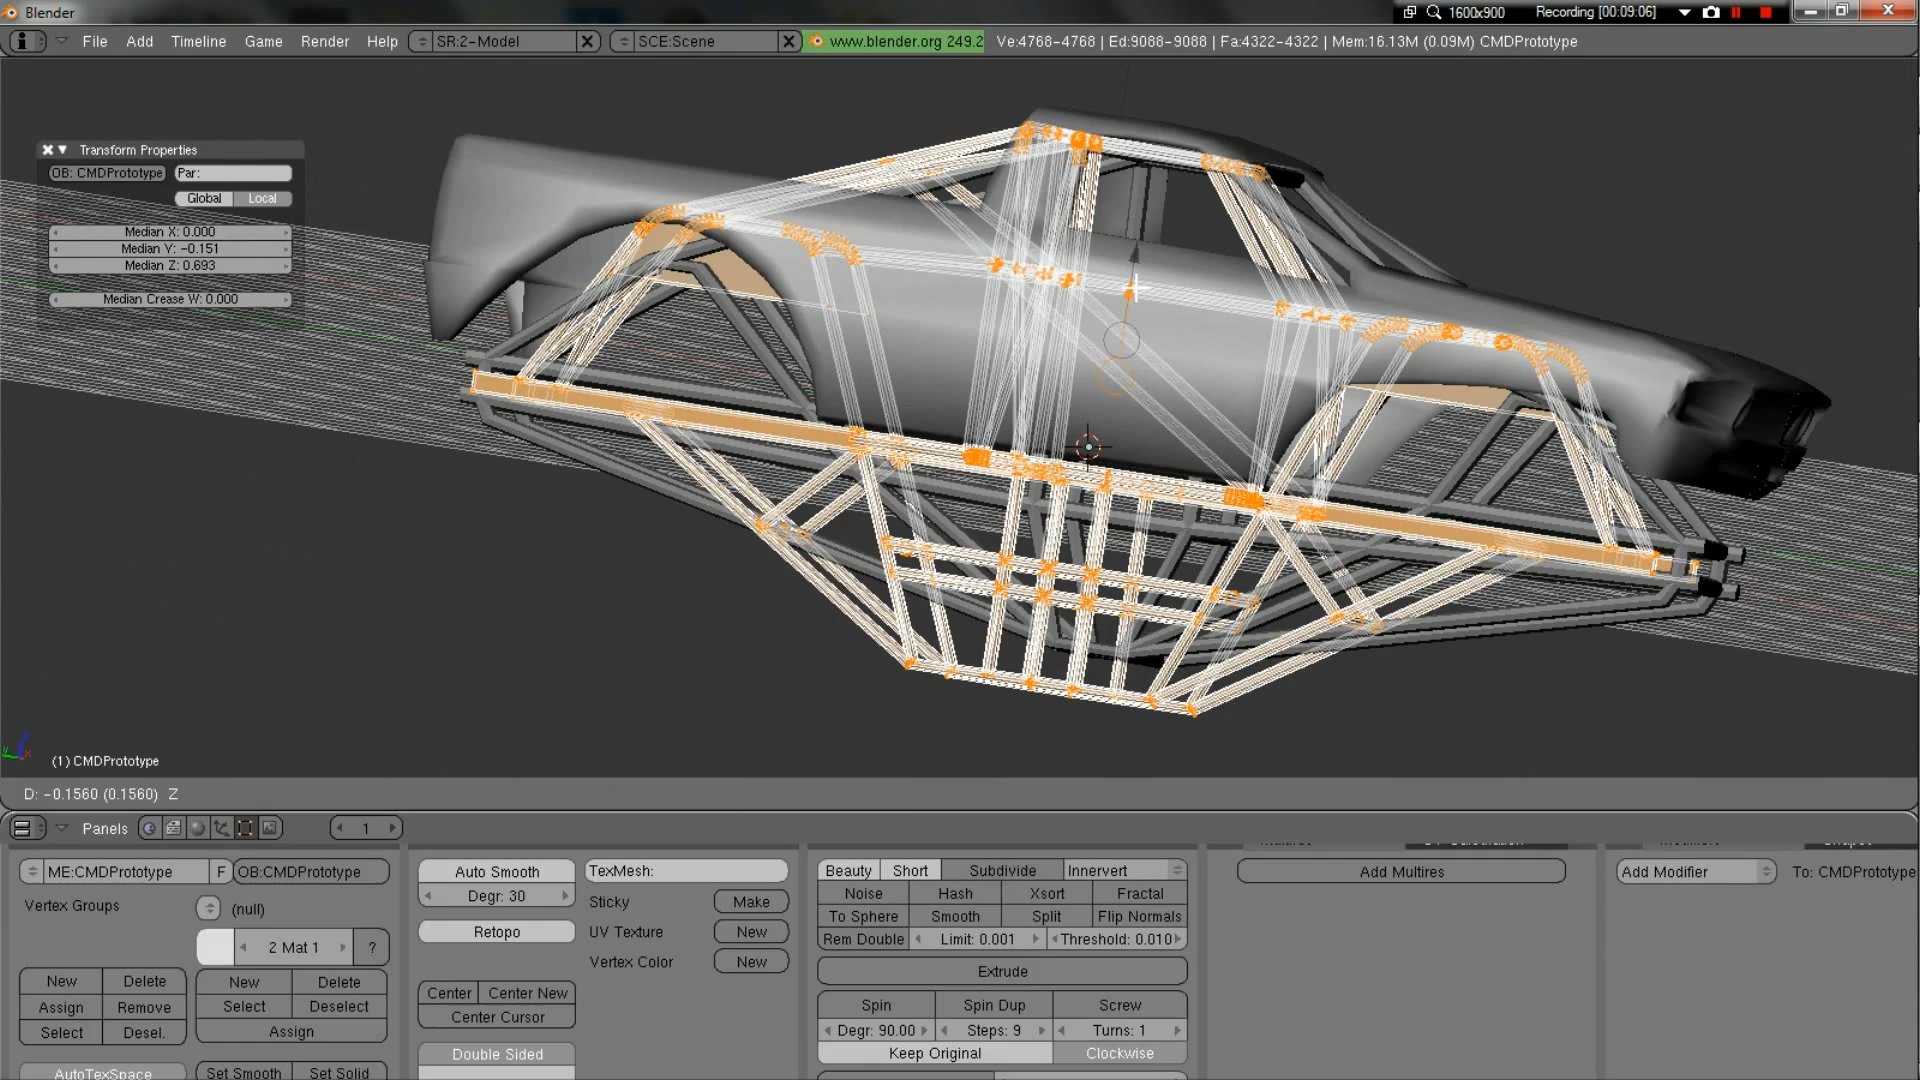 Blender
1600x900 Recording [00:09:06]
File Add Timeline Game Render Help SR:2-Model SCE:Scene www.blender.org 249.2 Ve:4768-4768 | Ed:9088-9088 | Fa:4322-4322 | Mem:16.13M (0.09M) CMDPrototype
Transform Properties
OB: CMDPrototype Par:
Global Local
Median X: 0.000
Median Y: -0.151
Median Z: 0.693
Median Crease W: 0.000
(1) CMDPrototype
D: -0.1560 (0.1560) Z
Panels 1
ME:CMDPrototype F OB:CMDPrototype
Vertex Groups (null)
2 Mat 1 ?
New Delete
Assign Remove
Select Desel.
New Delete
Select Deselect
Assign
AutoTexSpace Set Smooth Set Solid
Auto Smooth
Degr: 30
Retopo
Center Center New
Center Cursor
Double Sided
TexMesh:
Sticky Make
UV Texture New
Vertex Color New
Beauty Short Subdivide Innervert
Noise Hash Xsort Fractal
To Sphere Smooth Split Flip Normals
Rem Double Limit: 0.001 Threshold: 0.010
Extrude
Spin Spin Dup Screw
Degr: 90.00 Steps: 9 Turns: 1
Keep Original Clockwise
Add Multires
Add Modifier To: CMDPrototype